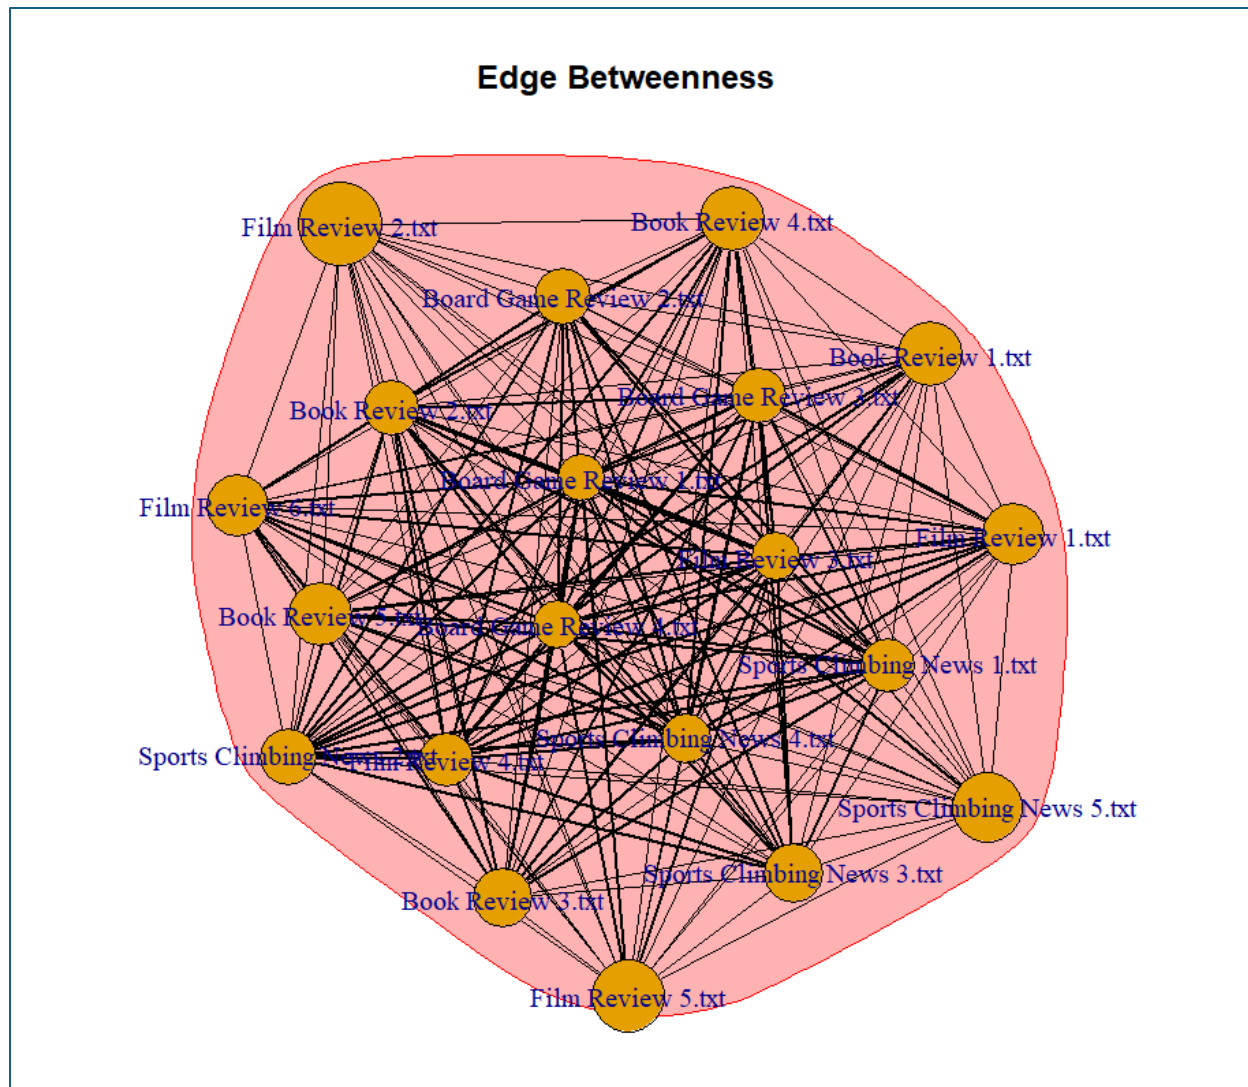 Edge Betweenness
Film Review 2.txt
Book Review 4.txt
Board Game Review 2.txt
Book Review 1.txt
Board Game Review 3.txt
Book Review 2.txt
Board Game Review 1.txt
Film Review 6.txt
Film Review 1.txt
Film Review 3.txt
Book Review 5.txt
Board Game Review 4.txt
Sports Climbing News 1.txt
Sports Climbing News 4.txt
Sports Climbing News
Film Review 4.txt
Sports Climbing News 5.txt
Sports Climbing News 3.txt
Book Review 3.txt
Film Review 5.txt